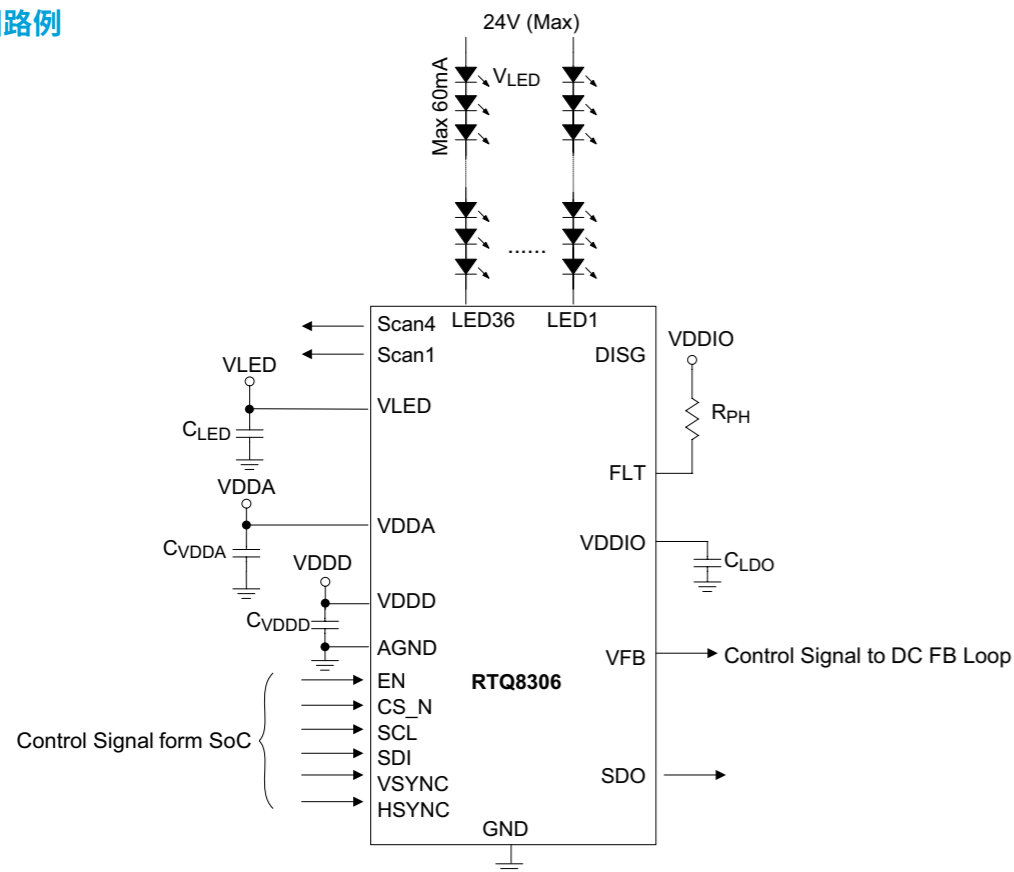 路例
24V (Max)
Max 60mA
VLED
LED36
LED1
Scan4
Scan1
DISG
VDDIO
VLED
VLED
CLED
RPH
FLT
VDDA
VDDA
CVDDA
VDDIO
CLDO
VDDD
VDDD
CVDDD
AGND
VFB
Control Signal to DC FB Loop
EN
RTQ8306
CS_N
SCL
Control Signal form SoC
SDI
SDO
VSYNC
HSYNC
GND
......